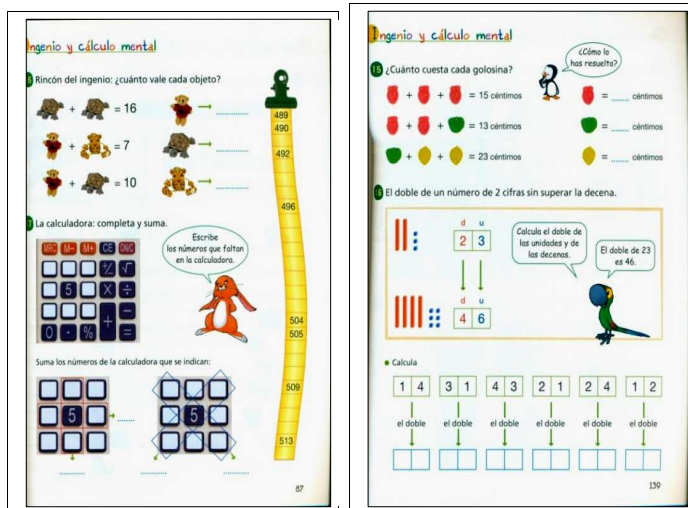 Ingenio y cálculo mental
Rincón del ingenio: ¿cuánto vale cada objeto?
+ = 16
→ ............
+ = 7
→ ............
+ = 10
→ ............
La calculadora: completa y suma.
MRC M- M+ CE ON/C
+/- √
5 × ÷
+ -
0 · % =
Escribe
los números que faltan
en la calculadora.
Suma los números de la calculadora que se indican:
5
5
489
490
492
496
504
505
509
513
87
Ingenio y cálculo mental
¿Cómo lo
has resuelto?
15 ¿Cuánto cuesta cada golosina?
+ + = 15 céntimos
= ........ céntimos
+ + = 13 céntimos
= ........ céntimos
+ + = 23 céntimos
= ........ céntimos
16 El doble de un número de 2 cifras sin superar la decena.
d u
2 3
d u
4 6
Calcula el doble
de las unidades y de
las decenas.
El doble de 23
es 46.
• Calcula
1 4 3 1 4 3 2 1 2 4 1 2
el doble el doble el doble el doble el doble el doble
139